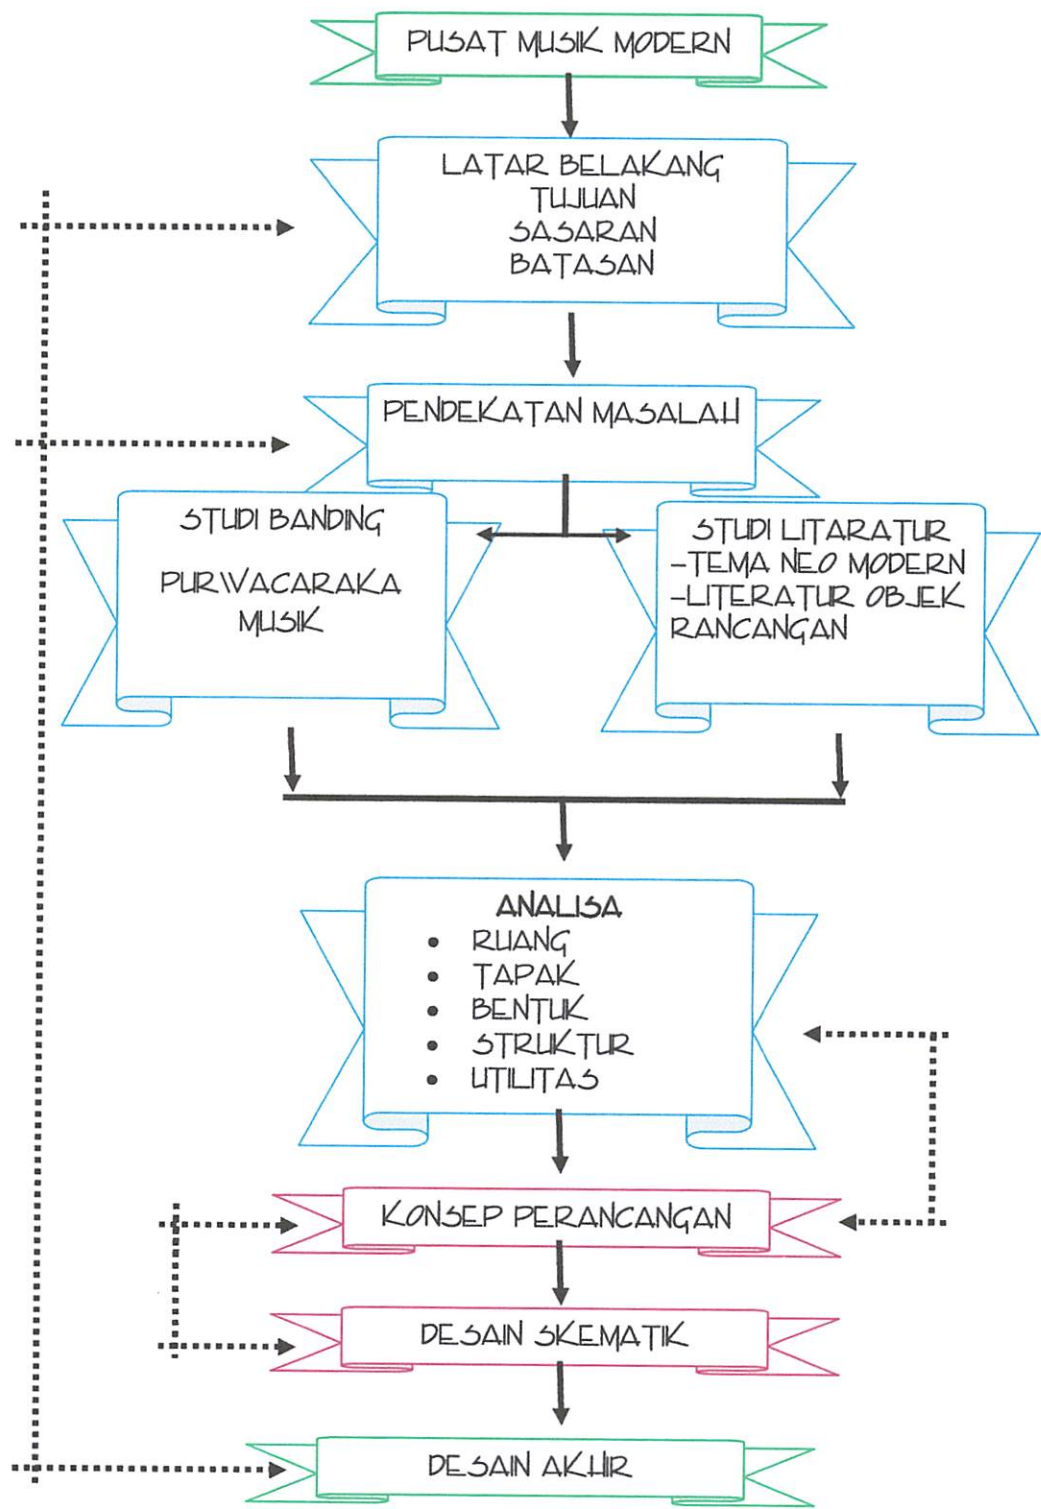 PUSAT MUSIK MODERN
LATAR BELAKANG
TUJUAN
SASARAN
BATASAN
PENDEKATAN MASALAH
STUDI BANDING
PURWACARAKA
MUSIK
STUDI LITARATUR
-TEMA NEO MODERN
-LITERATUR OBJEK
RANCANGAN
ANALISA
• RUANG
• TAPAK
• BENTUK
• STRUKTUR
• UTILITAS
KONSEP PERANCANGAN
DESAIN SKEMATIK
DESAIN AKHIR